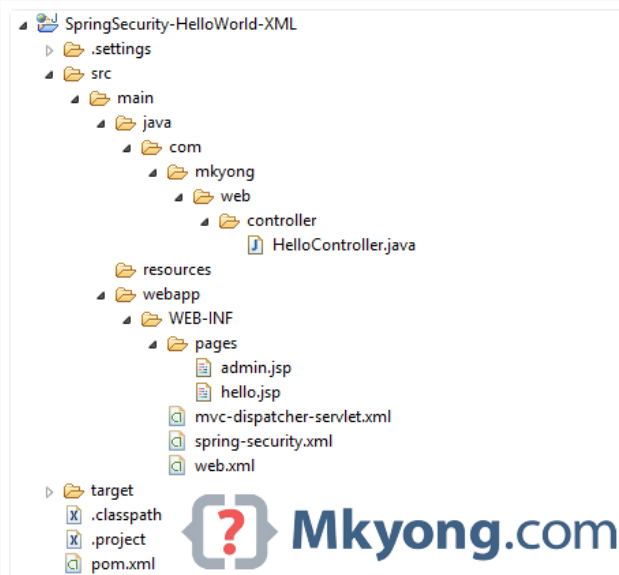 SpringSecurity-HelloWorld-XML
.settings
src
main
java
com
mkyong
web
controller
J HelloController.java
resources
webapp
WEB-INF
pages
admin.jsp
hello.jsp
mvc-dispatcher-servlet.xml
spring-security.xml
web.xml
target
X .classpath
X .project
pom.xml
{?} Mkyong.com